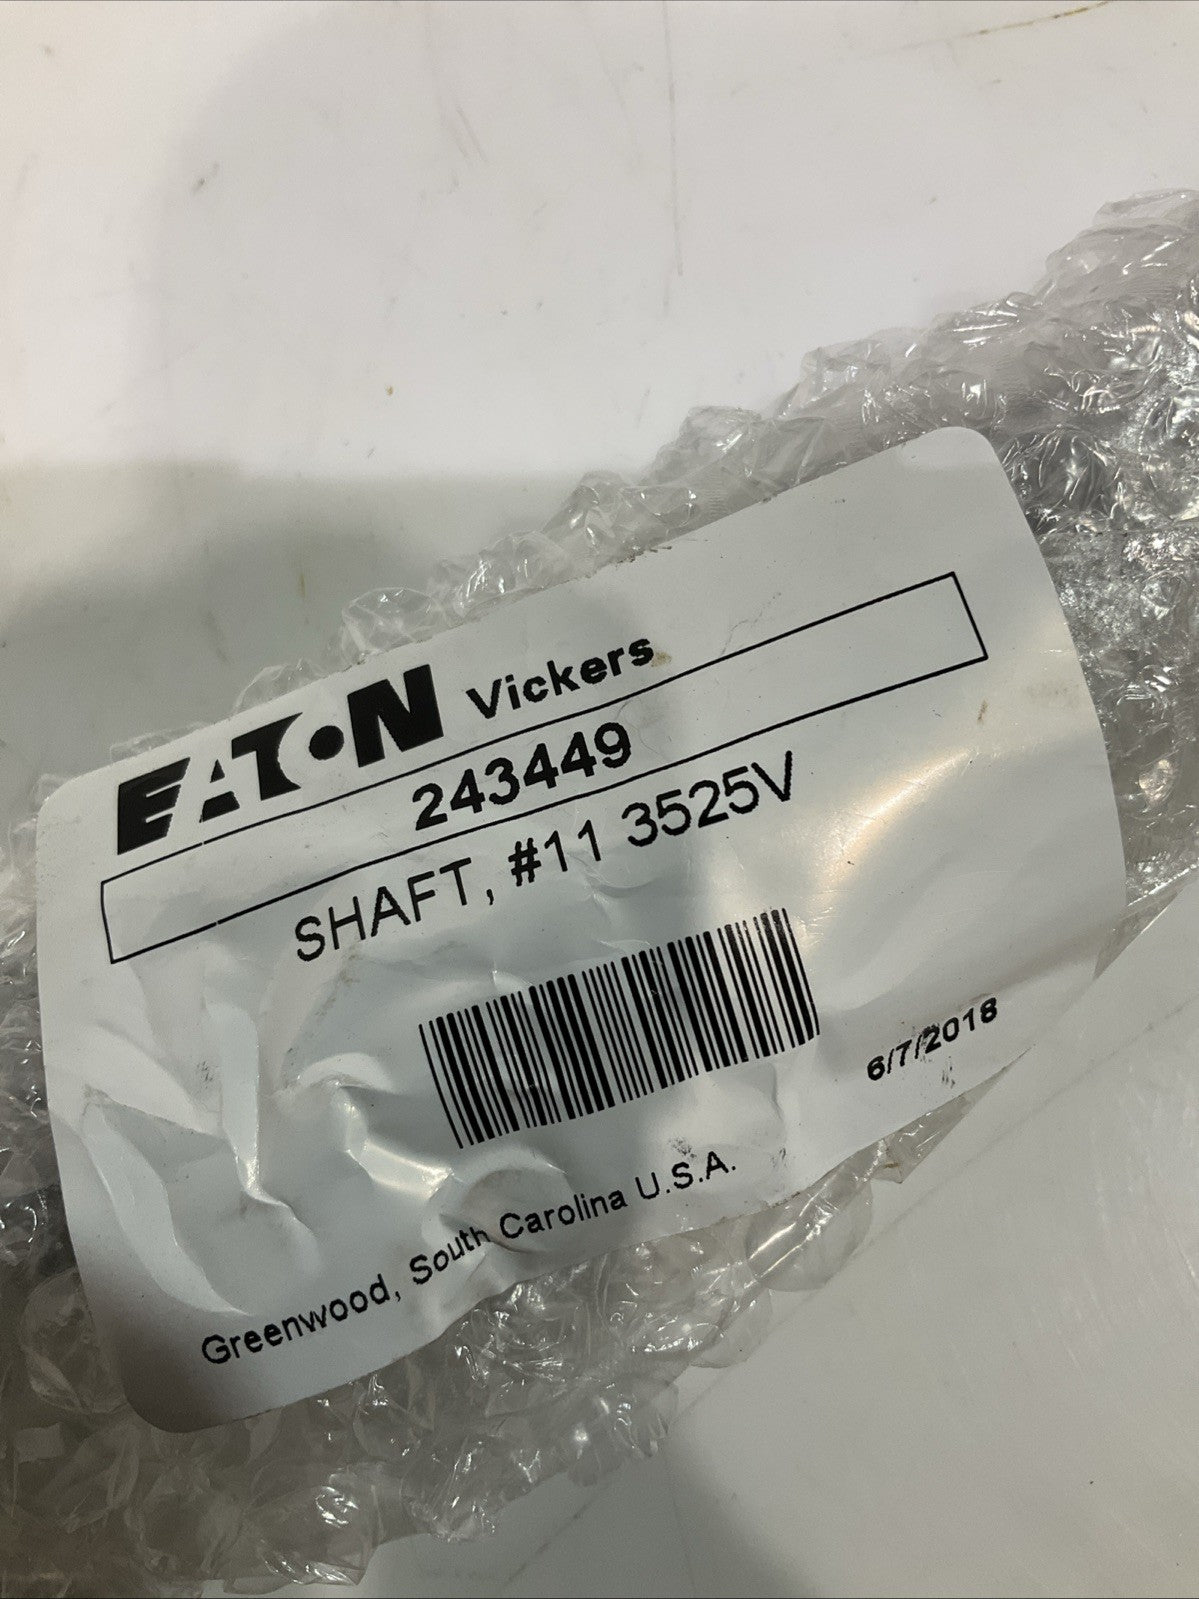 EATON Vickers
243449
SHAFT, #11 3525V
6/7/2018
Greenwood, South Carolina U.S.A.